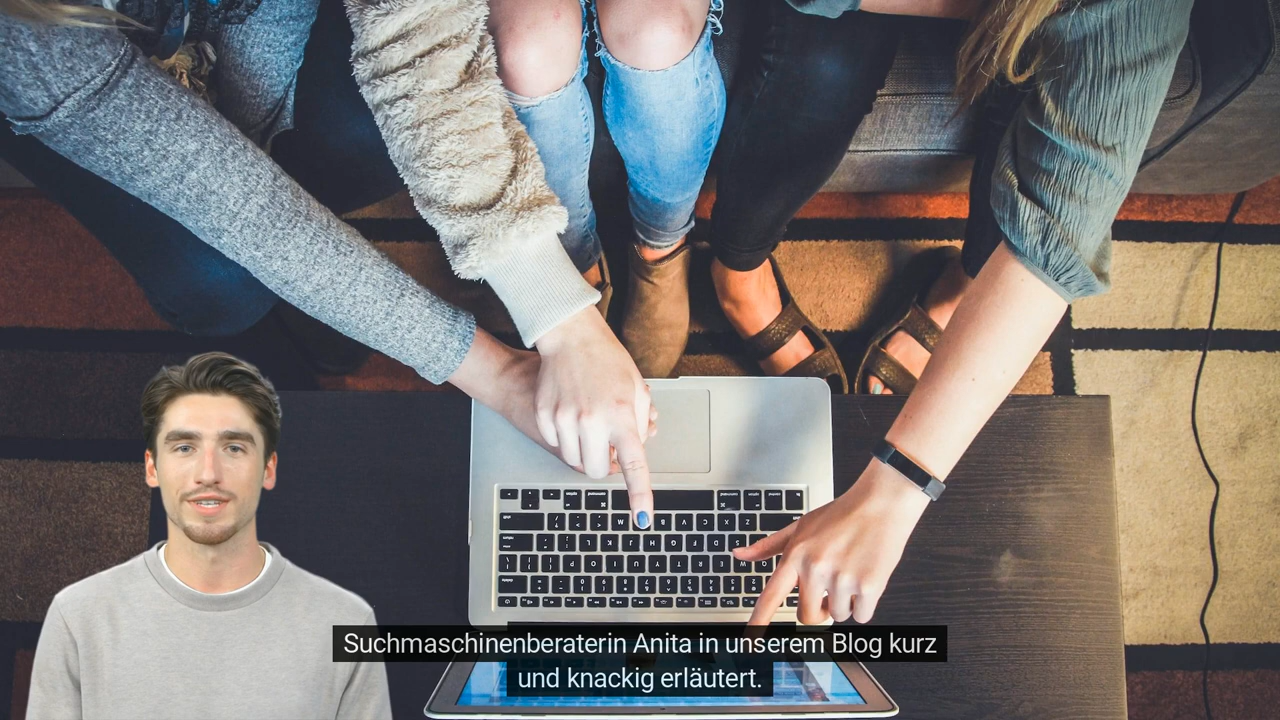 Suchmaschinenberaterin Anita in unserem Blog kurz
und knackig erläutert.